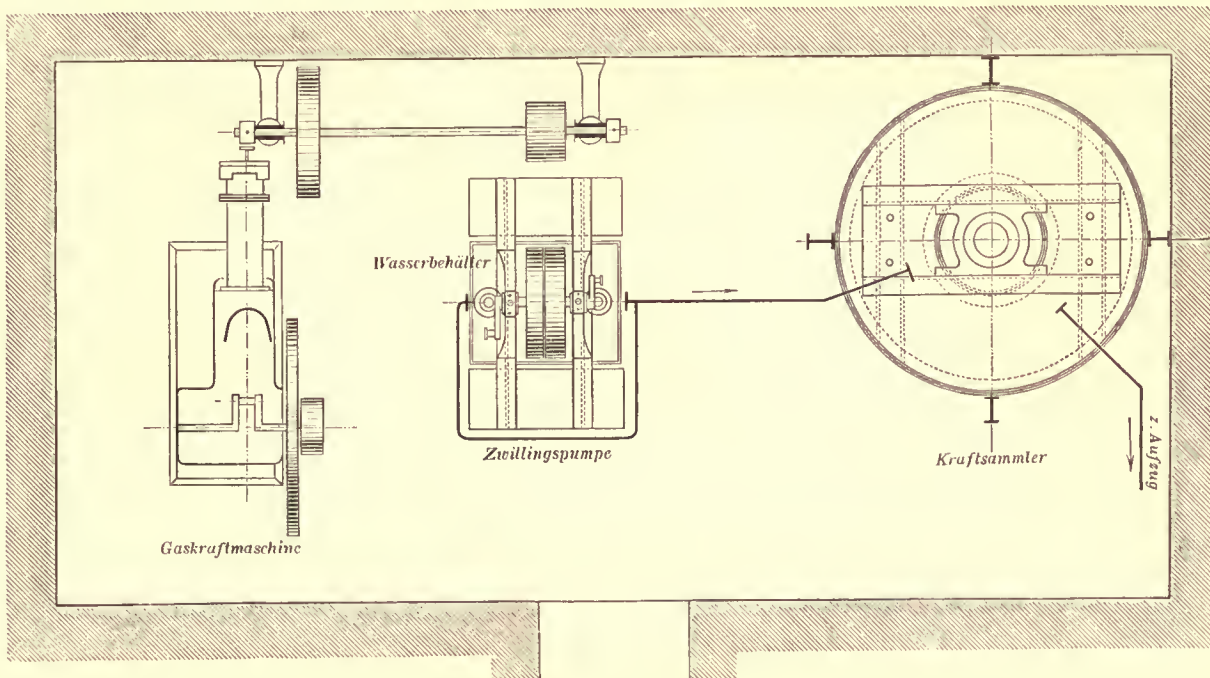 Wasserbehälter
Zwillingspumpe
Kraftsammler
z. Aufzug
Gaskraftmaschine